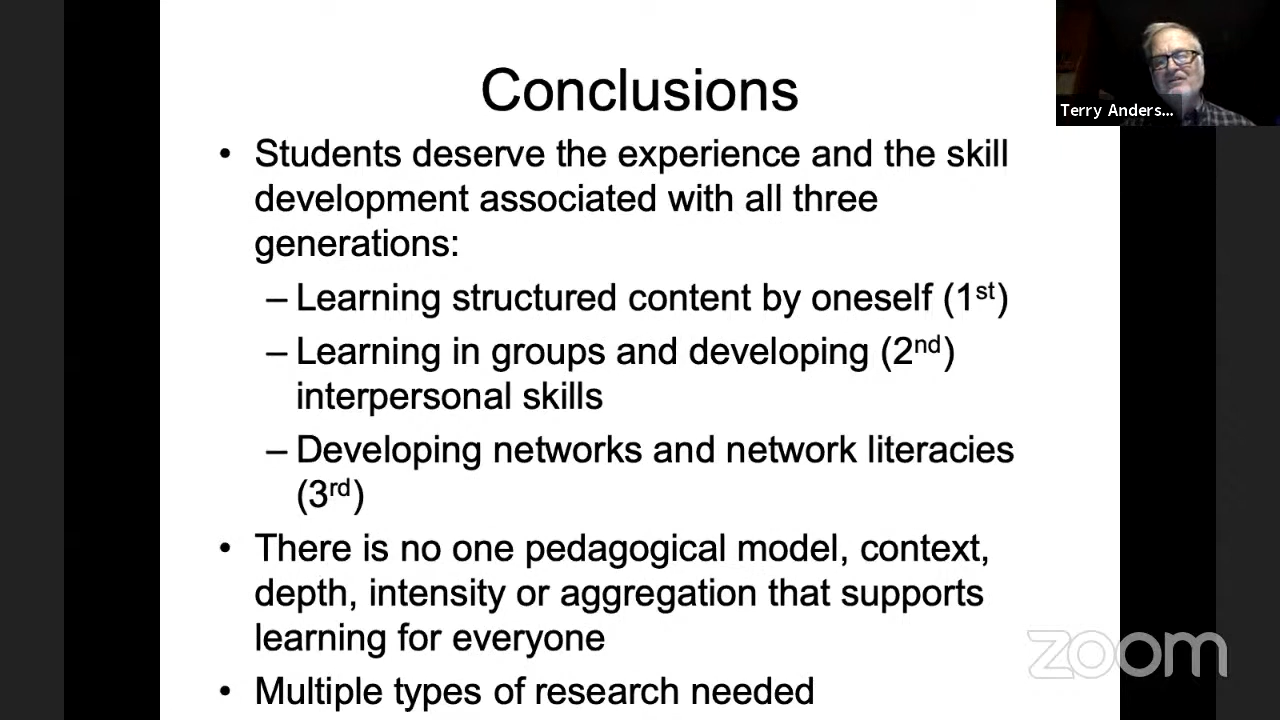 Conclusions
• Students deserve the experience and the skill
development associated with all three
generations:
– Learning structured content by oneself (1st)
– Learning in groups and developing (2nd)
interpersonal skills
– Developing networks and network literacies
(3rd)
• There is no one pedagogical model, context,
depth, intensity or aggregation that supports
learning for everyone
• Multiple types of research needed
Terry Anders...
zoom